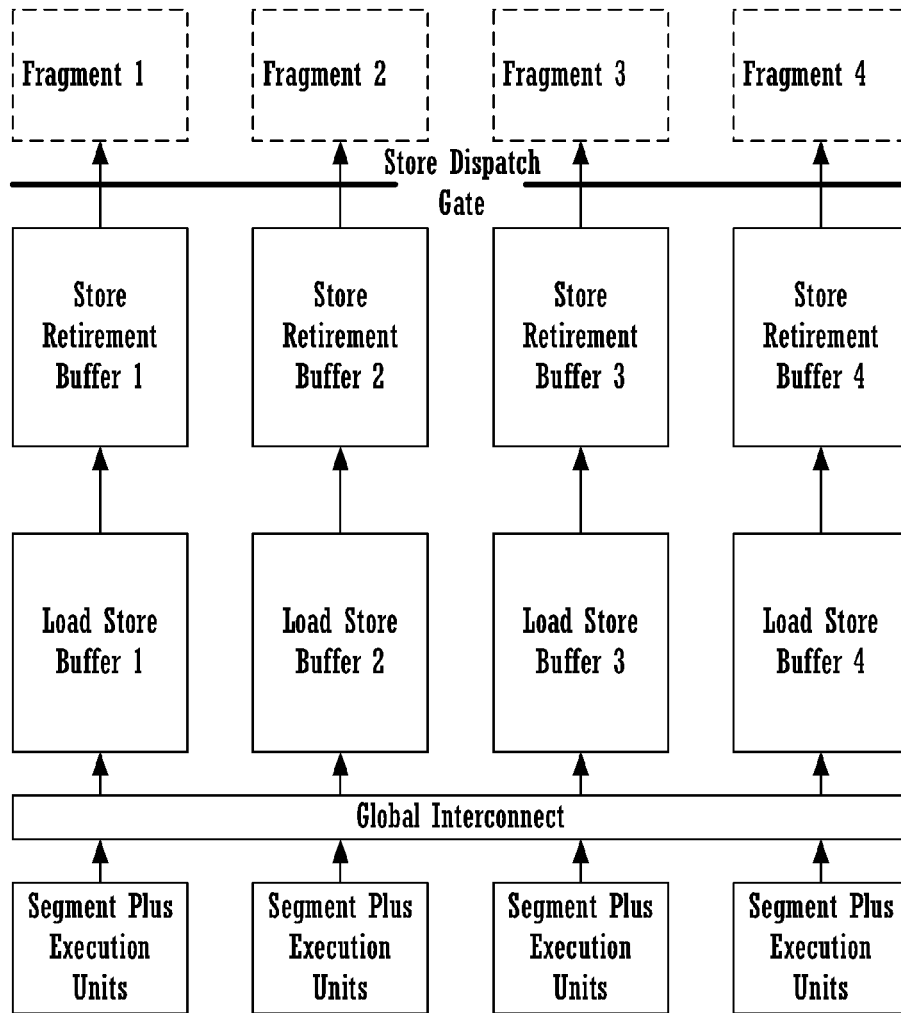 Fragment 1
Fragment 2
Fragment 3
Fragment 4
Store Dispatch
Gate
Store
Retirement
Buffer 1
Store
Retirement
Buffer 2
Store
Retirement
Buffer 3
Store
Retirement
Buffer 4
Load Store
Buffer 1
Load Store
Buffer 2
Load Store
Buffer 3
Load Store
Buffer 4
Global Interconnect
Segment Plus
Execution
Units
Segment Plus
Execution
Units
Segment Plus
Execution
Units
Segment Plus
Execution
Units